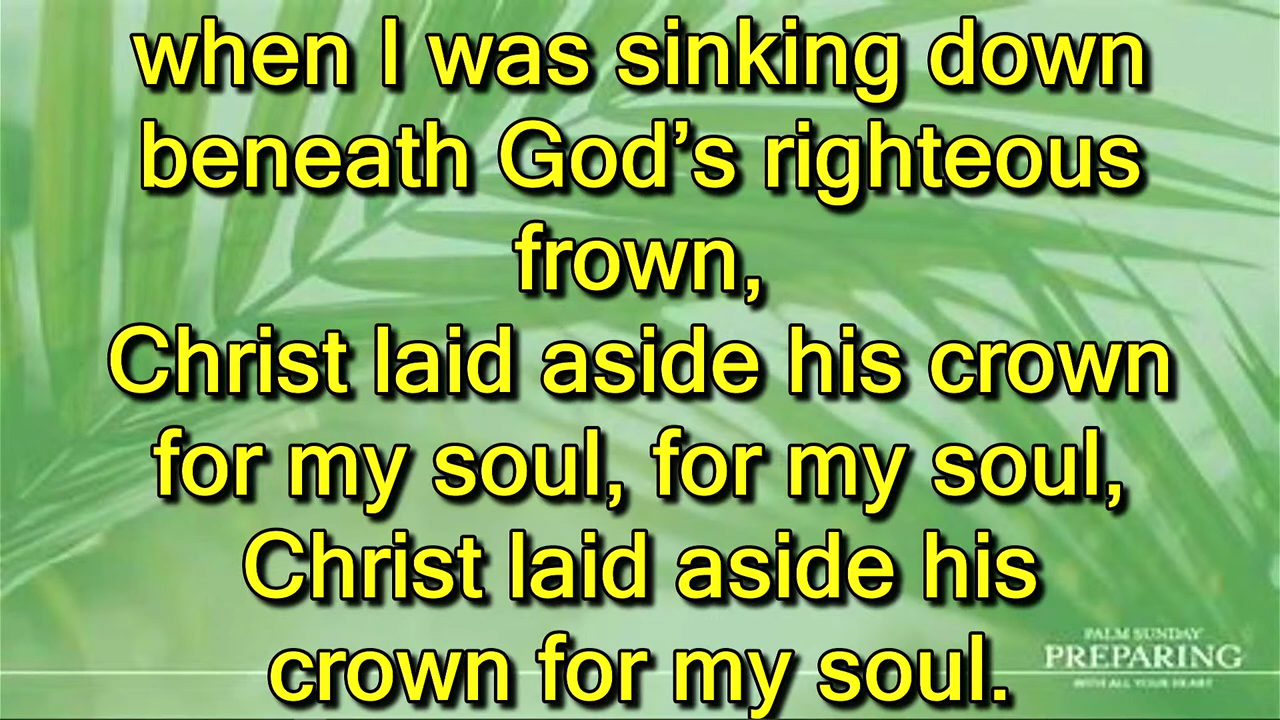 when I was sinking down
beneath God’s righteous
frown,
Christ laid aside his crown
for my soul, for my soul,
Christ laid aside his
crown for my soul.
PALM SUNDAY
PREPARING
WITH ALL YOUR HEART